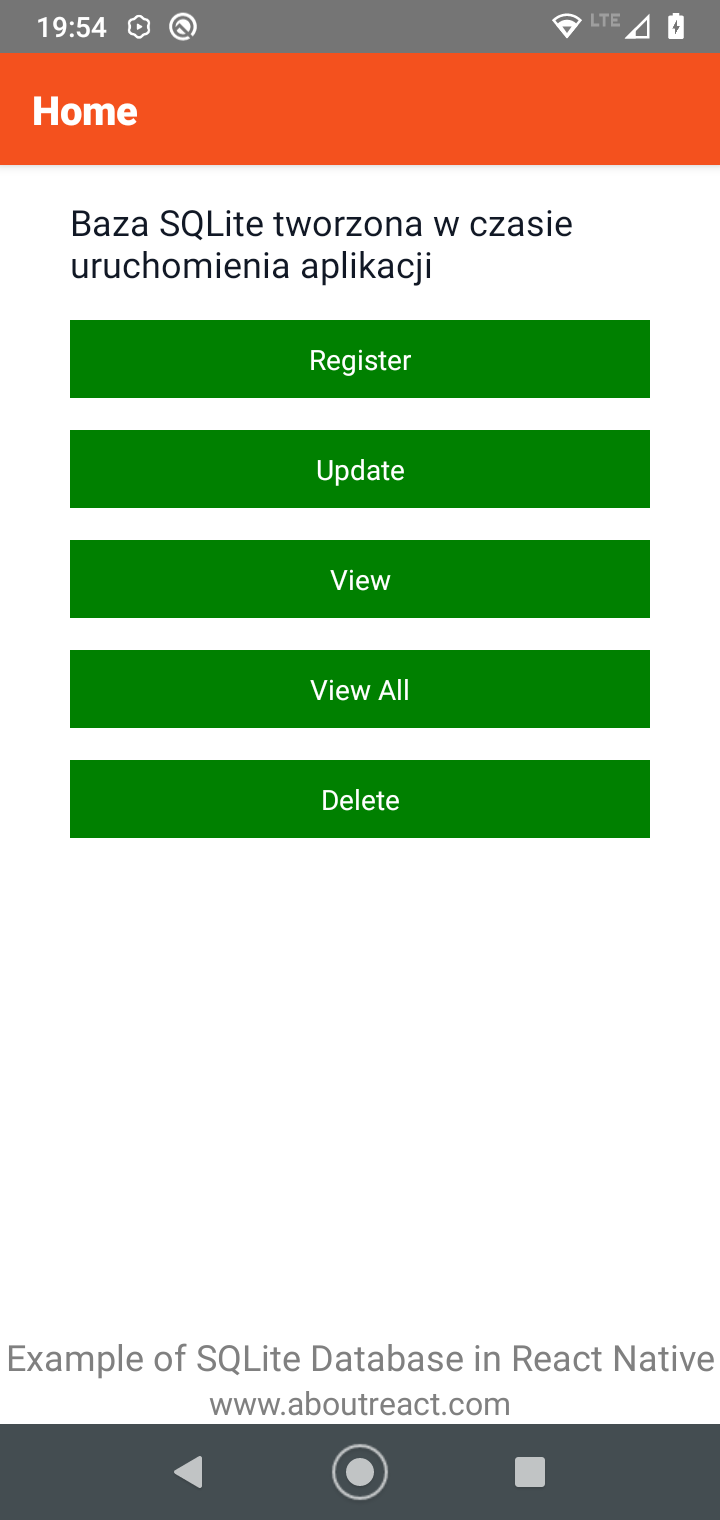 19:54
LTE
Home
Baza SQLite tworzona w czasie
uruchomienia aplikacji
Register
Update
View
View All
Delete
Example of SQLite Database in React Native
www.aboutreact.com